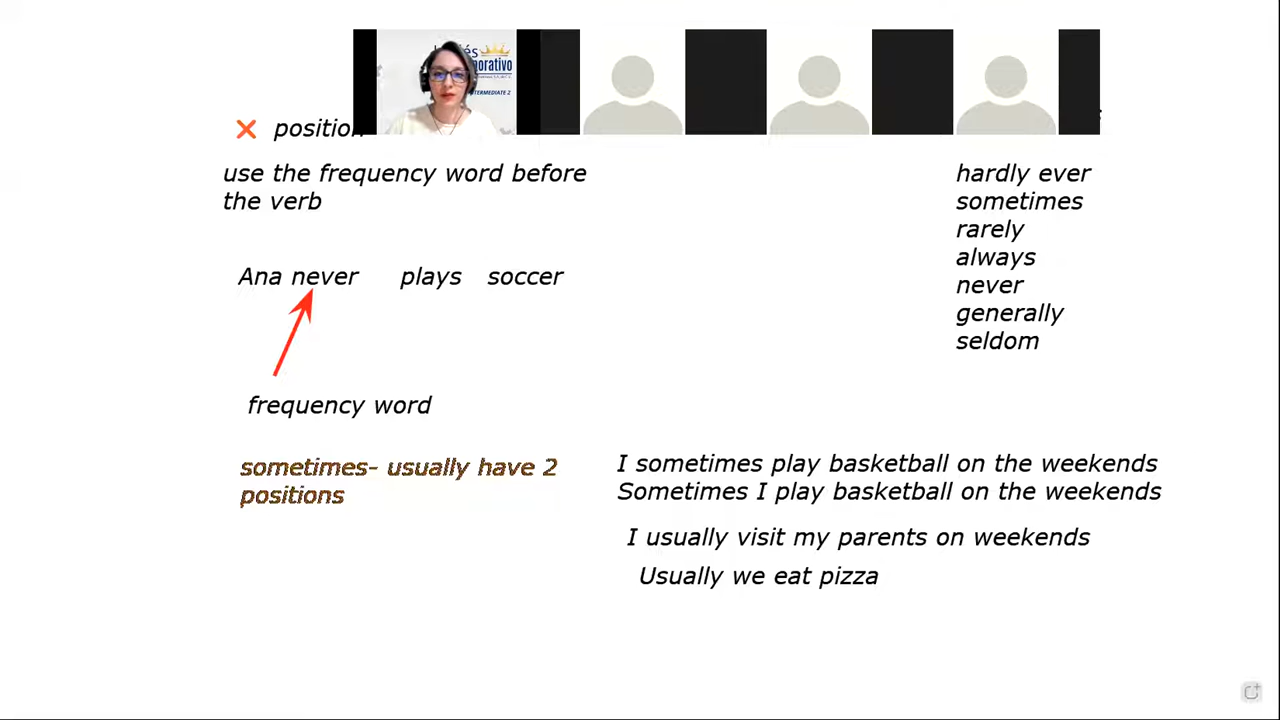 position
use the frequency word before
the verb
Ana never plays soccer
frequency word
sometimes- usually have 2
positions
hardly ever
sometimes
rarely
always
never
generally
seldom
I sometimes play basketball on the weekends
Sometimes I play basketball on the weekends
I usually visit my parents on weekends
Usually we eat pizza